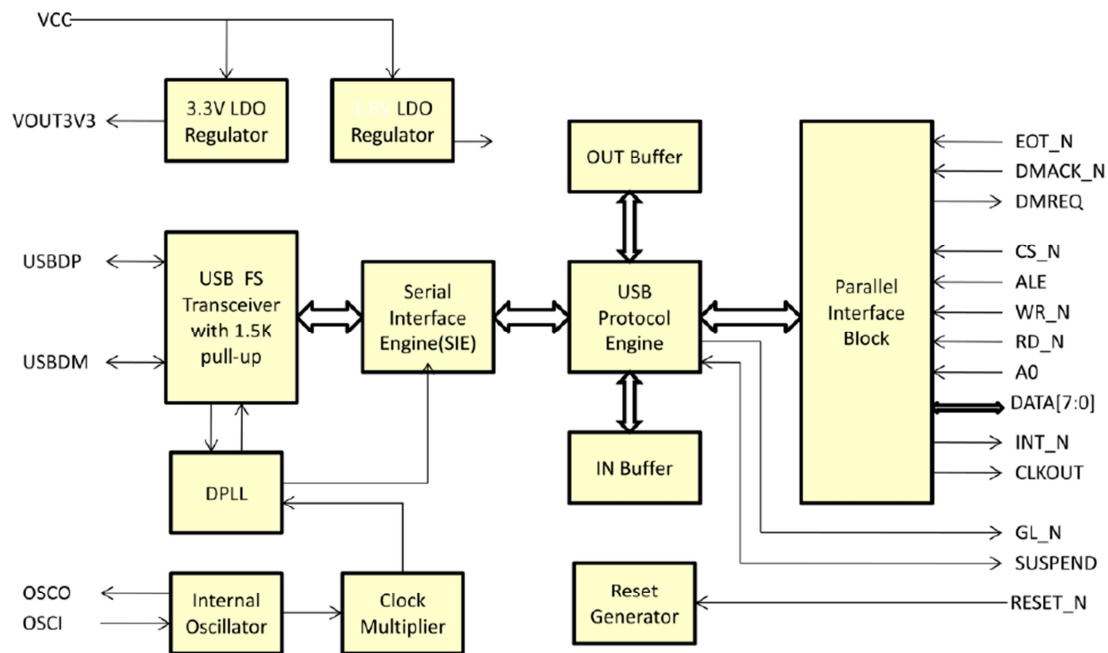 VCC
3.3V LDO
Regulator
LDO
Regulator
VOUT3V3
OUT Buffer
EOT_N
DMACK_N
DMREQ
USBDP
USBDM
USB FS
Transceiver
with 1.5K
pull-up
Serial
Interface
Engine(SIE)
USB
Protocol
Engine
Parallel
Interface
Block
CS_N
ALE
WR_N
RD_N
A0
DATA[7:0]
INT_N
CLKOUT
DPLL
IN Buffer
GL_N
SUSPEND
OSCO
OSCI
Internal
Oscillator
Clock
Multiplier
Reset
Generator
RESET_N